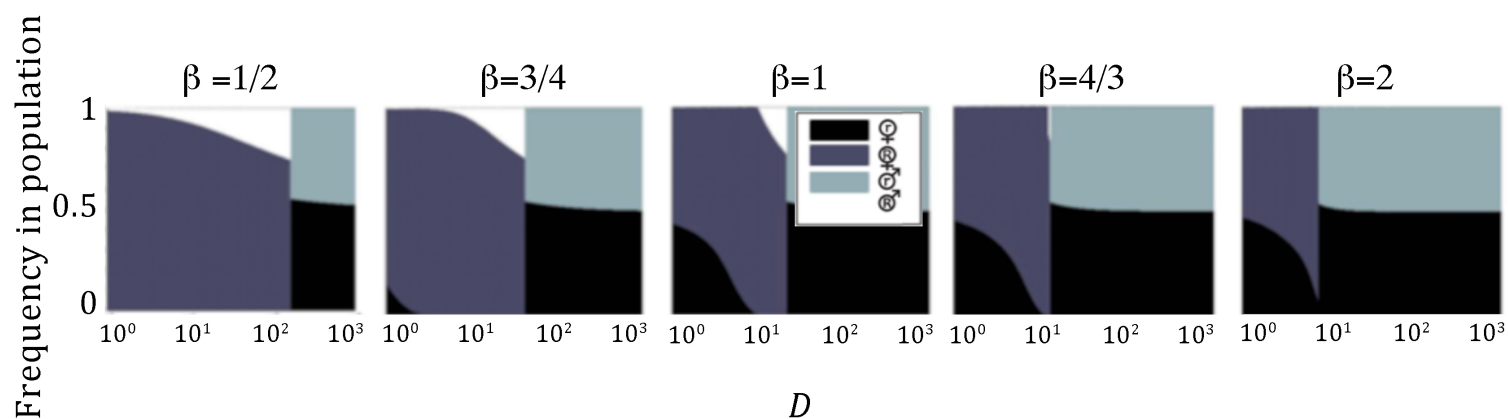 Frequency in population
β =1/2 β=3/4 β=1 β=4/3 β=2
1
0.5
0
r
R
r
R
10⁰ 10¹ 10² 10³ 10⁰ 10¹ 10² 10³ 10⁰ 10¹ 10² 10³ 10⁰ 10¹ 10² 10³ 10⁰ 10¹ 10² 10³
D